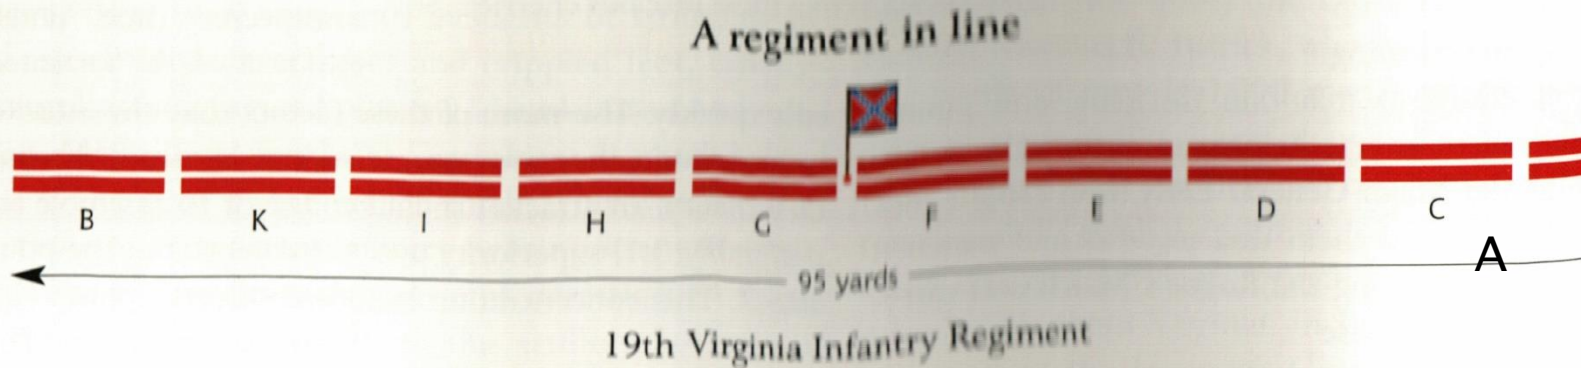 A regiment in line
B K I H G F E D C
A
95 yards
19th Virginia Infantry Regiment